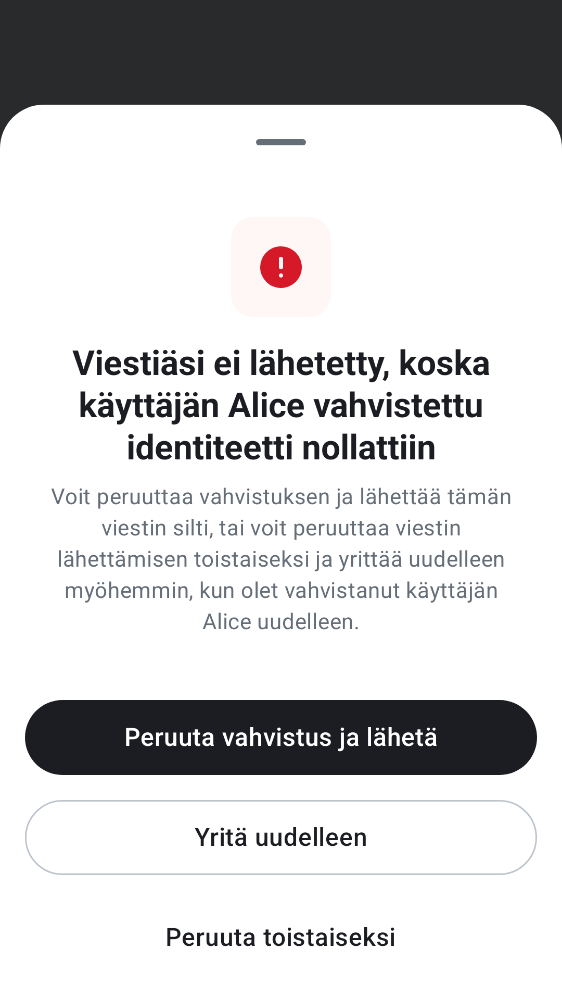 Viestiäsi ei lähetetty, koska
käyttäjän Alice vahvistettu
identiteetti nollattiin
Voit peruuttaa vahvistuksen ja lähettää tämän
viestin silti, tai voit peruuttaa viestin
lähettämisen toistaiseksi ja yrittää uudelleen
myöhemmin, kun olet vahvistanut käyttäjän
Alice uudelleen.
Peruuta vahvistus ja lähetä
Yritä uudelleen
Peruuta toistaiseksi